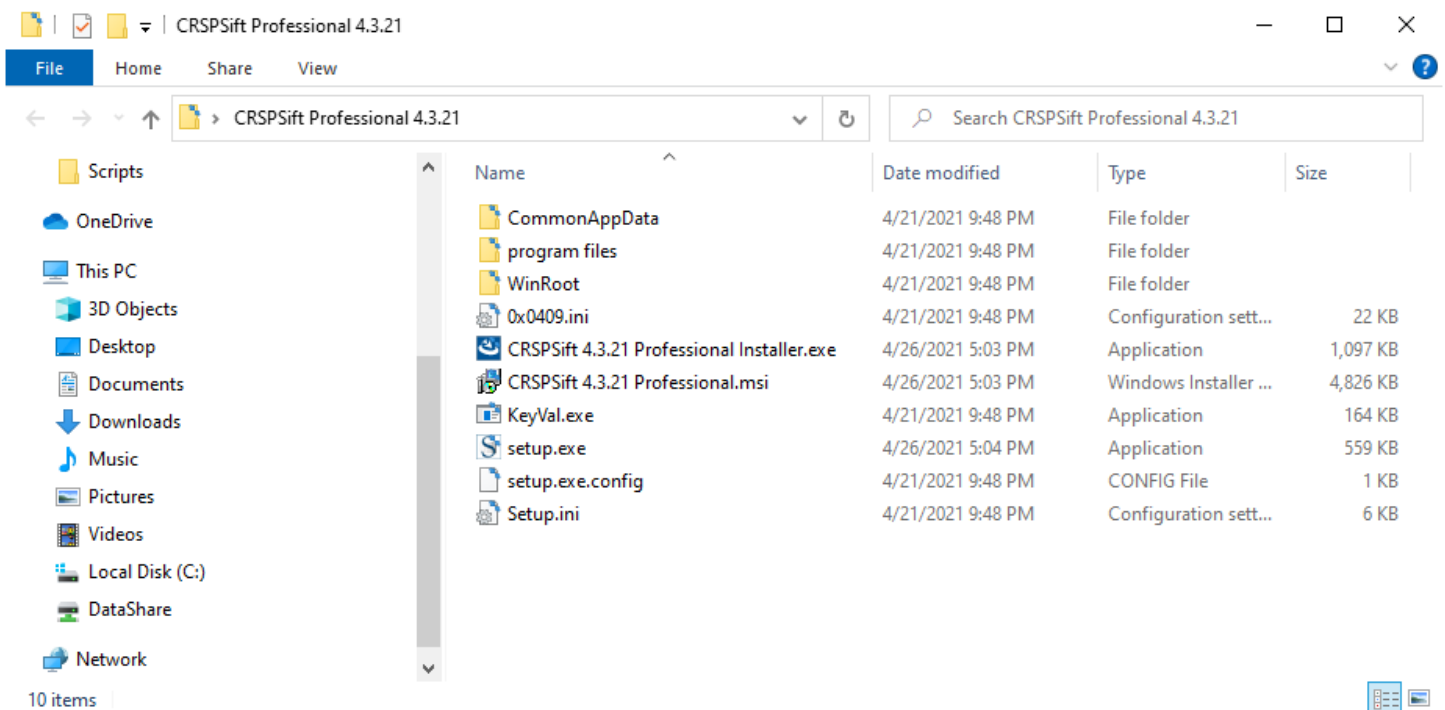 CRSPSift Professional 4.3.21
File Home Share View
CRSPSift Professional 4.3.21 Search CRSPSift Professional 4.3.21
Scripts
OneDrive
This PC
3D Objects
Desktop
Documents
Downloads
Music
Pictures
Videos
Local Disk (C:)
DataShare
Network
Name Date modified Type Size
CommonAppData 4/21/2021 9:48 PM File folder
program files 4/21/2021 9:48 PM File folder
WinRoot 4/21/2021 9:48 PM File folder
0x0409.ini 4/21/2021 9:48 PM Configuration sett... 22 KB
CRSPSift 4.3.21 Professional Installer.exe 4/26/2021 5:03 PM Application 1,097 KB
CRSPSift 4.3.21 Professional.msi 4/26/2021 5:03 PM Windows Installer ... 4,826 KB
KeyVal.exe 4/21/2021 9:48 PM Application 164 KB
setup.exe 4/26/2021 5:04 PM Application 559 KB
setup.exe.config 4/21/2021 9:48 PM CONFIG File 1 KB
Setup.ini 4/21/2021 9:48 PM Configuration sett... 6 KB
10 items